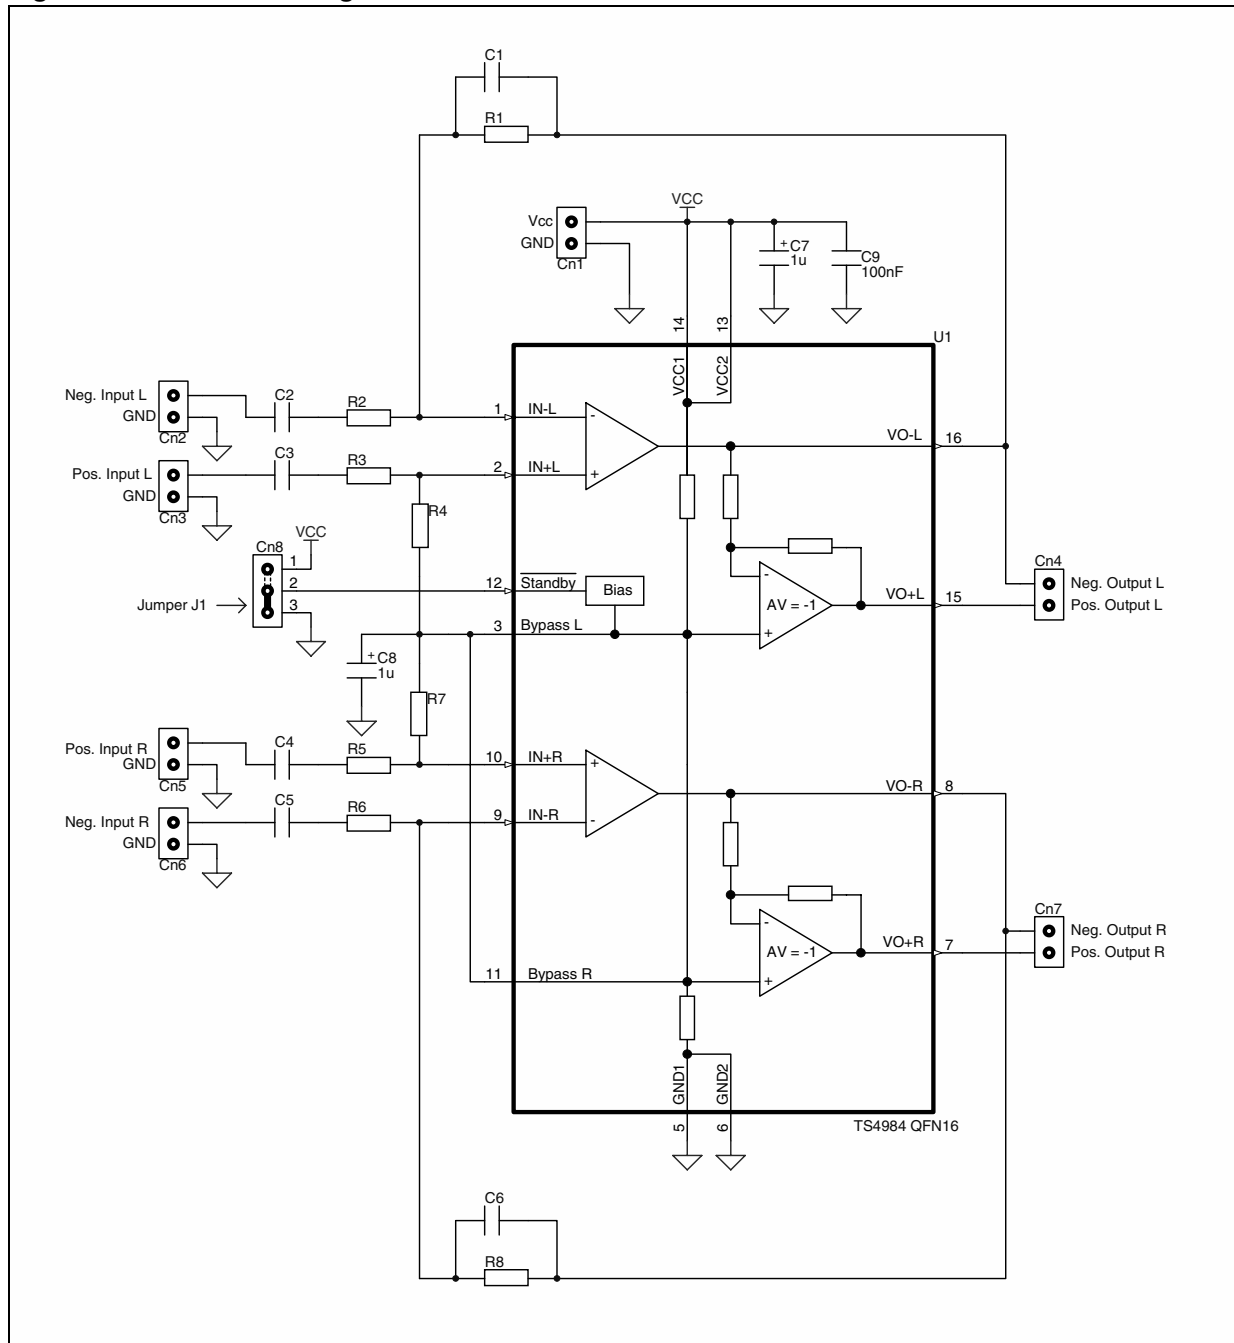 C1
R1
VCC
Vcc
GND
Cn1
+
C7
1u
C9
100nF
14
13
U1
VCC1
VCC2
Neg. Input L
GND
Cn2
C2
R2
1
IN-L
-
VO-L
16
Pos. Input L
GND
Cn3
C3
R3
2
IN+L
+
R4
VCC
Cn8
1
2
3
Jumper J1
12
Standby
Bias
-
AV = -1
+
VO+L
15
Cn4
Neg. Output L
Pos. Output L
3
Bypass L
+
C8
1u
R7
Pos. Input R
GND
Cn5
C4
R5
10
IN+R
+
VO-R
8
Neg. Input R
GND
Cn6
C5
R6
9
IN-R
-
-
AV = -1
+
VO+R
7
Cn7
Neg. Output R
Pos. Output R
11
Bypass R
GND1
GND2
5
6
TS4984 QFN16
C6
R8